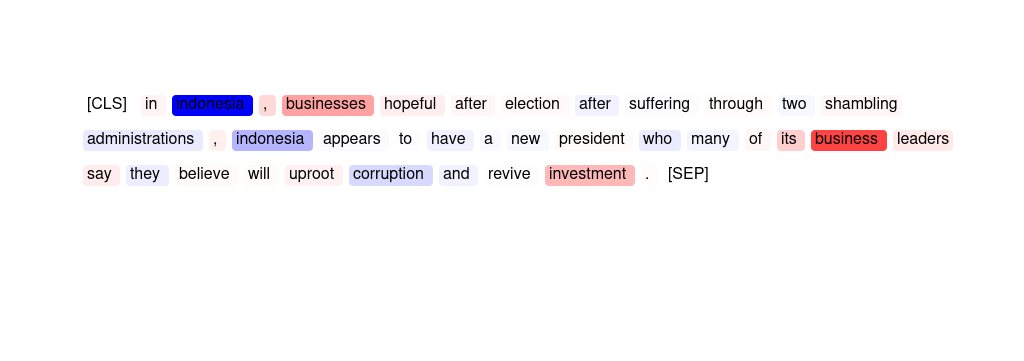 [CLS] in indonesia , businesses hopeful after election after suffering through two shambling
administrations , indonesia appears to have a new president who many of its business leaders
say they believe will uproot corruption and revive investment . [SEP]